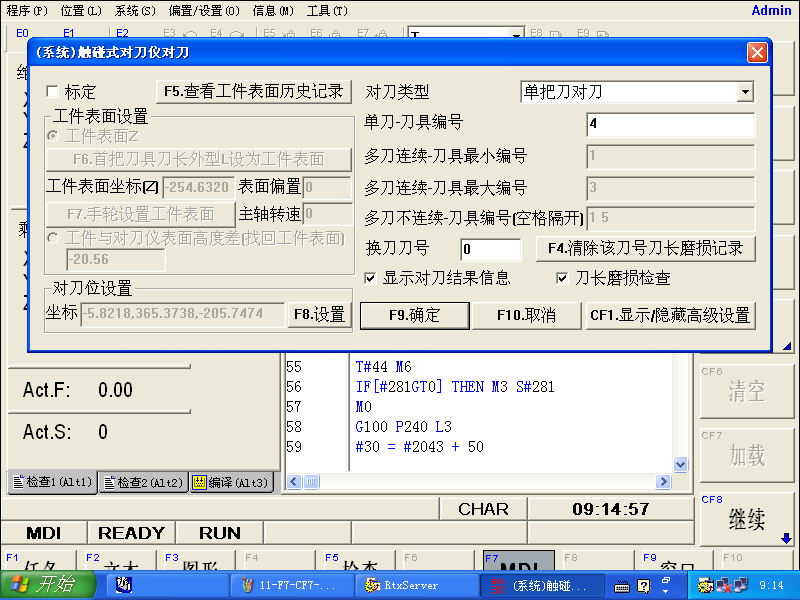 程序(P) 位置(L) 系统(S) 偏置/设置(O) 信息(M) 工具(T) Admin
E0 E1 E2 E3 E4 E5 E6 E7 E8 E9
(系统)触碰式对刀仪对刀
标定 F5.查看工件表面历史记录
工件表面设置
工件表面Z
F6.首把刀具刀长外型L设为工件表面
工件表面坐标(Z) -254.6320 表面偏置 0
F7.手轮设置工件表面 主轴转速 0
工件与对刀仪表面高度差(找回工件表面)
-20.56
对刀位设置
坐标 -5.8218,365.3738,-205.7474 F8.设置
对刀类型 单把刀对刀
单刀-刀具编号 4
多刀连续-刀具最小编号 1
多刀连续-刀具最大编号 3
多刀不连续-刀具编号(空格隔开) 1 5
换刀刀号 0 F4.清除该刀号刀长磨损记录
显示对刀结果信息 刀长磨损检查
F9.确定 F10.取消 CF1.显示/隐藏高级设置
Act.F: 0.00
Act.S: 0
55 T#44 M6
56 IF[#281GT0] THEN M3 S#281
57 M0
58 G100 P240 L3
59 #30 = #2043 + 50
CF6 清空
CF7 加载
CF8 继续
检查1(Alt1) 检查2(Alt2) 编译(Alt3)
CHAR 09:14:57
MDI READY RUN
F1 任务 F2 文本 F3 图形 F4 F5 检查 F6 F7 MDI F8 F9 窗口 F10
开始 11-F7-CF7-... RtxServer (系统)触碰... 9:14